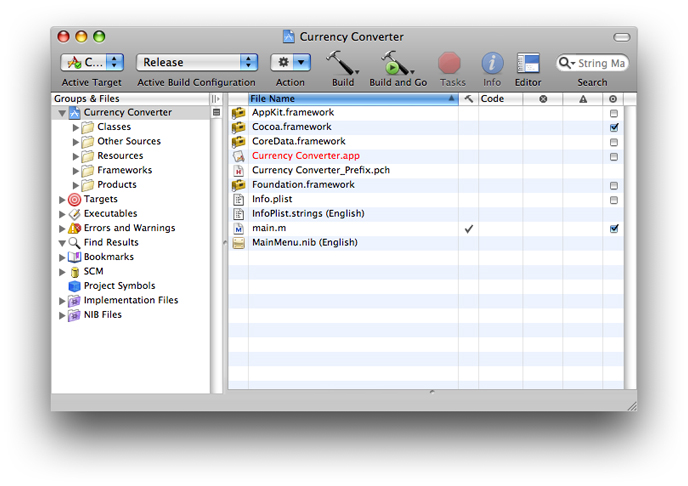 Currency Converter
C...
Release
String Ma
Active Target
Active Build Configuration
Action
Build
Build and Go
Tasks
Info
Editor
Search
Groups & Files
File Name
Code
Currency Converter
Classes
Other Sources
Resources
Frameworks
Products
Targets
Executables
Errors and Warnings
Find Results
Bookmarks
SCM
Project Symbols
Implementation Files
NIB Files
AppKit.framework
Cocoa.framework
CoreData.framework
Currency Converter.app
Currency Converter_Prefix.pch
Foundation.framework
Info.plist
InfoPlist.strings (English)
main.m
MainMenu.nib (English)